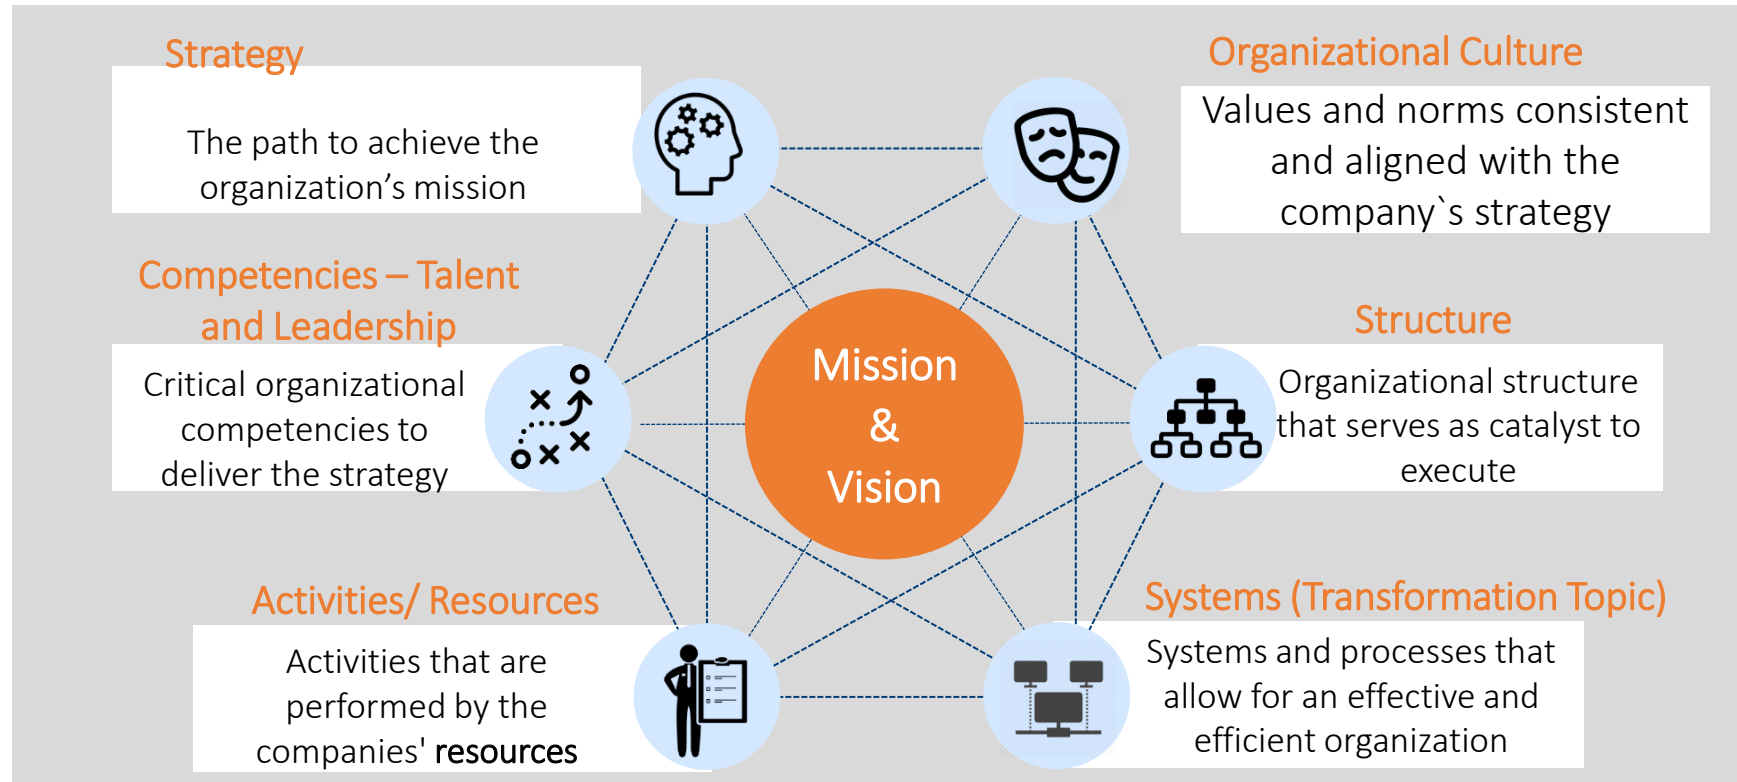 Strategy
The path to achieve the
organization’s mission
Organizational Culture
Values and norms consistent
and aligned with the
company`s strategy
Competencies – Talent
and Leadership
Critical organizational
competencies to
deliver the strategy
Mission
&
Vision
Structure
Organizational structure
that serves as catalyst to
execute
Activities/ Resources
Activities that are
performed by the
companies' resources
Systems (Transformation Topic)
Systems and processes that
allow for an effective and
efficient organization